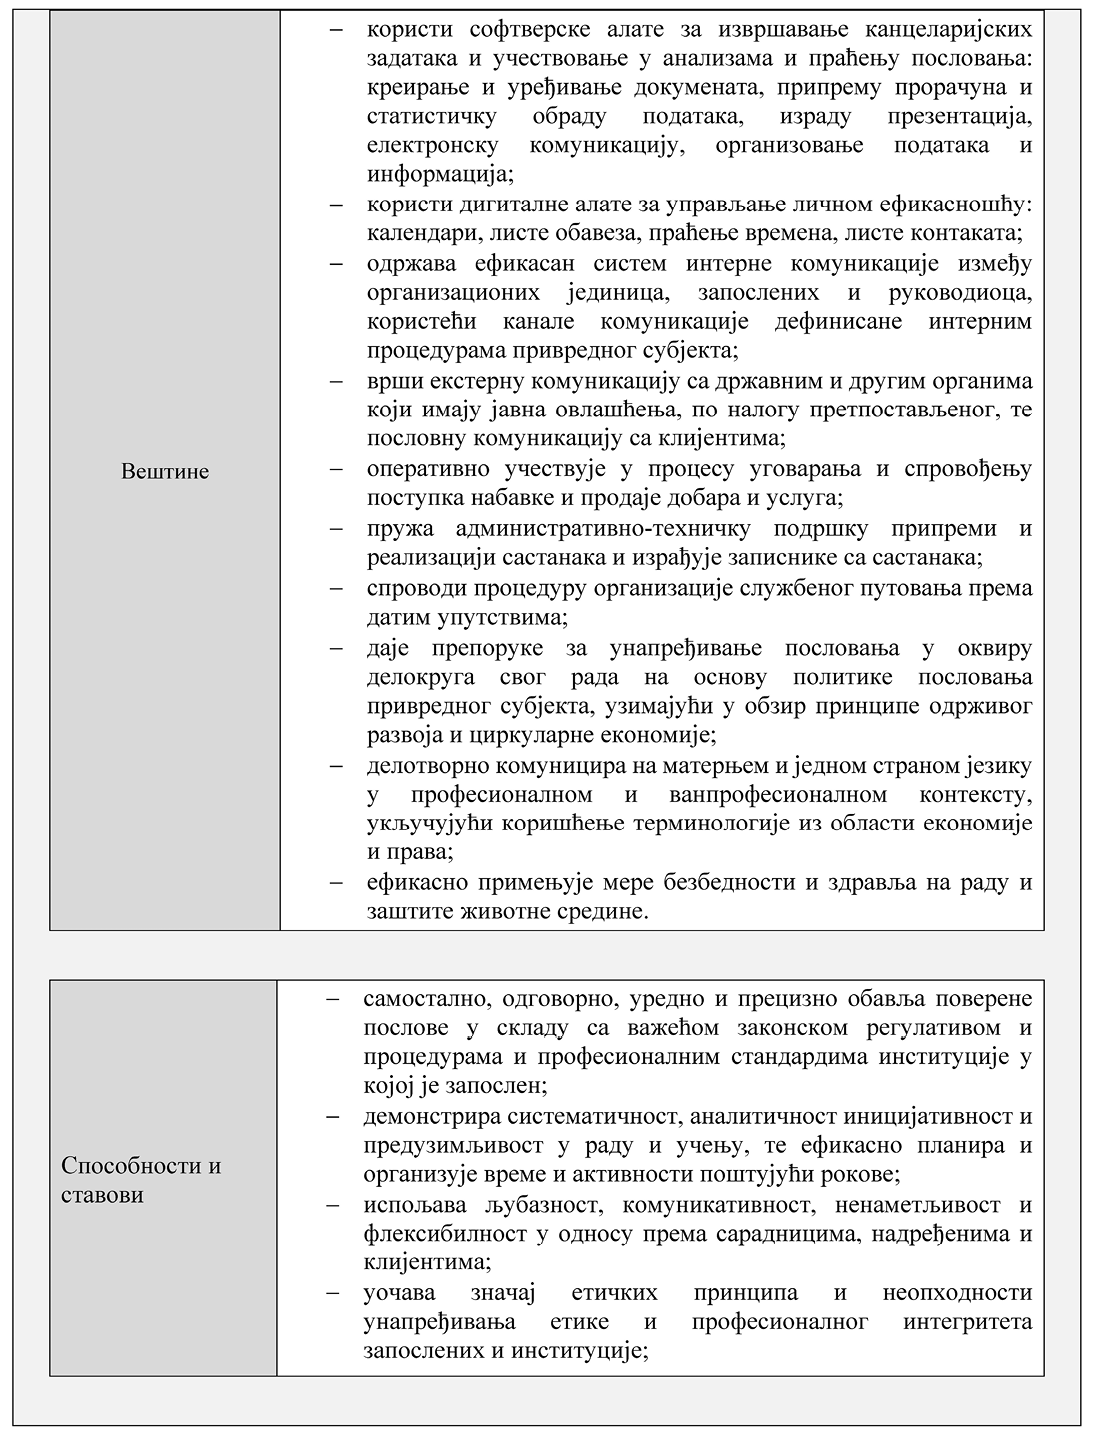 Вештине
– користи софтверске алате за извршавање канцеларијских
задатака и учествовање у анализама и праћењу пословања:
креирање и уређивање докумената, припрему прорачуна и
статистичку обраду података, израду презентација,
електронску комуникацију, организовање података и
информација;
– користи дигиталне алате за управљање личном ефикасношћу:
календари, листе обавеза, праћење времена, листе контаката;
– одржава ефикасан систем интерне комуникације између
организационих јединица, запослених и руководиоца,
користећи канале комуникације дефинисане интерним
процедурама привредног субјекта;
– врши екстерну комуникацију са државним и другим органима
који имају јавна овлашћења, по налогу претпостављеног, те
пословну комуникацију са клијентима;
– оперативно учествује у процесу уговарања и спровођењу
поступка набавке и продаје добара и услуга;
– пружа административно-техничку подршку припреми и
реализацији састанака и израђује записнике са састанака;
– спроводи процедуру организације службеног путовања према
датим упутствима;
– даје препоруке за унапређивање пословања у оквиру
делокруга свог рада на основу политике пословања
привредног субјекта, узимајући у обзир принципе одрживог
развоја и циркуларне економије;
– делотворно комуницира на матерњем и једном страном језику
у професионалном и ванпрофесионалном контексту,
укључујући коришћење терминологије из области економије
и права;
– ефикасно примењује мере безбедности и здравља на раду и
заштите животне средине.
Способности и
ставови
– самостално, одговорно, уредно и прецизно обавља поверене
послове у складу са важећом законском регулативом и
процедурама и професионалним стандардима институције у
којој је запослен;
– демонстрира систематичност, аналитичност иницијативност и
предузимљивост у раду и учењу, те ефикасно планира и
организује време и активности поштујући рокове;
– испољава љубазност, комуникативност, ненаметљивост и
флексибилност у односу према сарадницима, надређенима и
клијентима;
– уочава значај етичких принципа и неопходности
унапређивања етике и професионалног интегритета
запослених и институције;